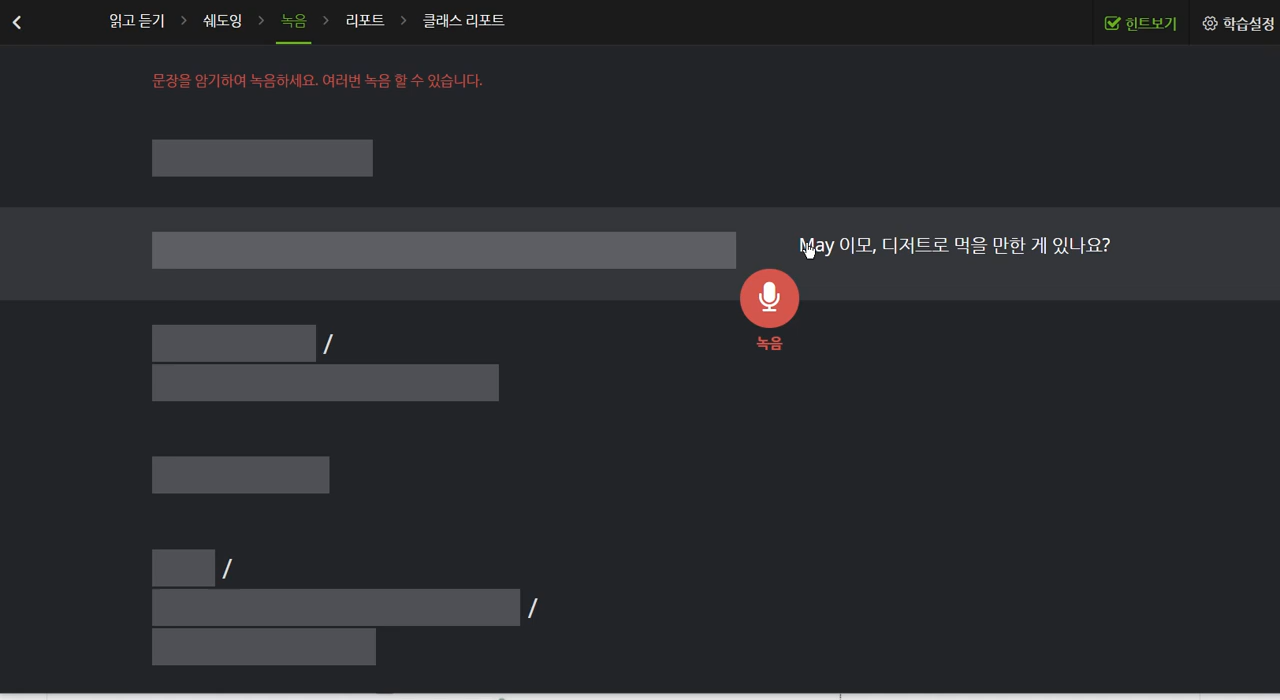 읽고 듣기 > 쉐도잉 > 녹음 > 리포트 > 클래스 리포트
힌트보기 학습설정
문장을 암기하여 녹음하세요. 여러번 녹음 할 수 있습니다.
May 이모, 디저트로 먹을 만한 게 있나요?
녹음
/
/
/